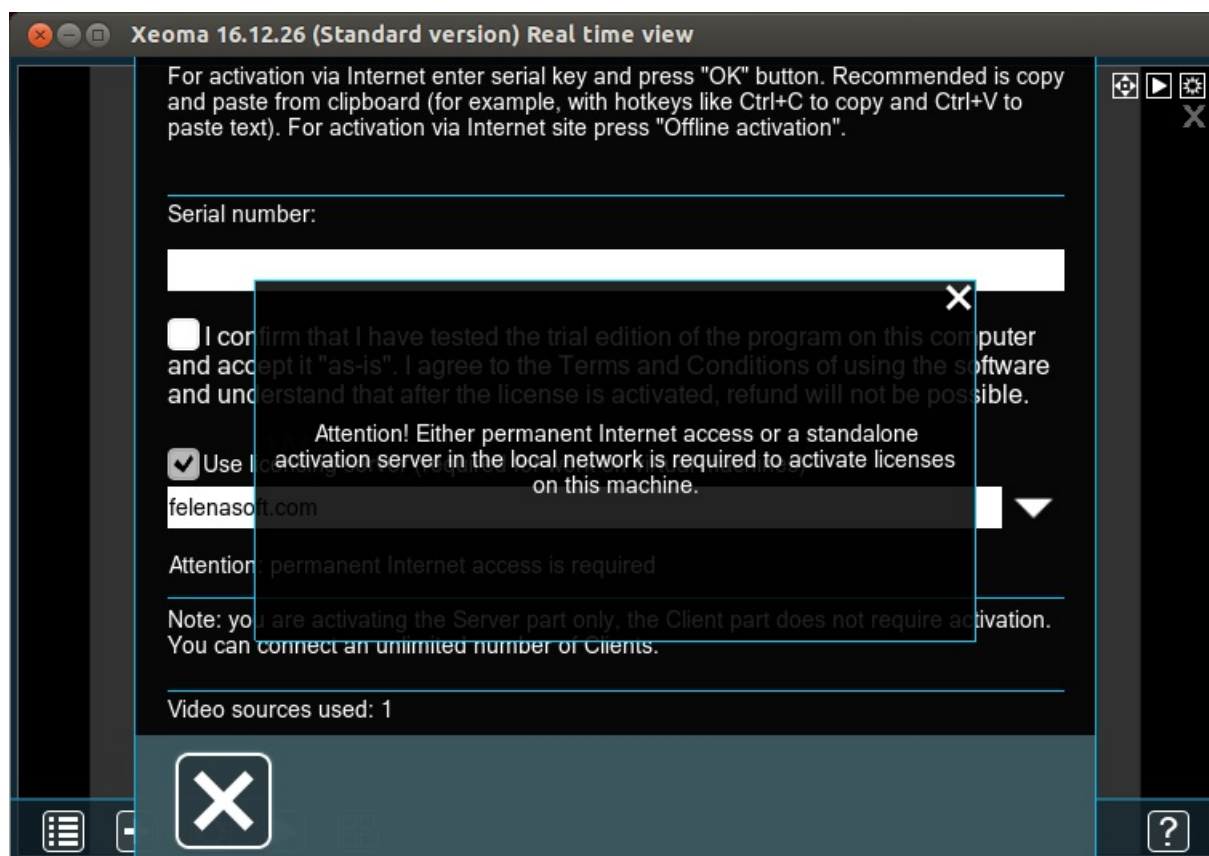 Xeoma 16.12.26 (Standard version) Real time view
For activation via Internet enter serial key and press "OK" button. Recommended is copy
and paste from clipboard (for example, with hotkeys like Ctrl+C to copy and Ctrl+V to
paste text). For activation via Internet site press "Offline activation".
Serial number:
I confirm that I have tested the trial edition of the program on this computer
and accept it "as-is". I agree to the Terms and Conditions of using the software
and understand that after the license is activated, refund will not be possible.
Attention! Either permanent Internet access or a standalone
activation server in the local network is required to activate licenses
on this machine.
Use
felenasoft.com
Attention: permanent Internet access is required
Note: you are activating the Server part only, the Client part does not require activation.
You can connect an unlimited number of Clients.
Video sources used: 1
?